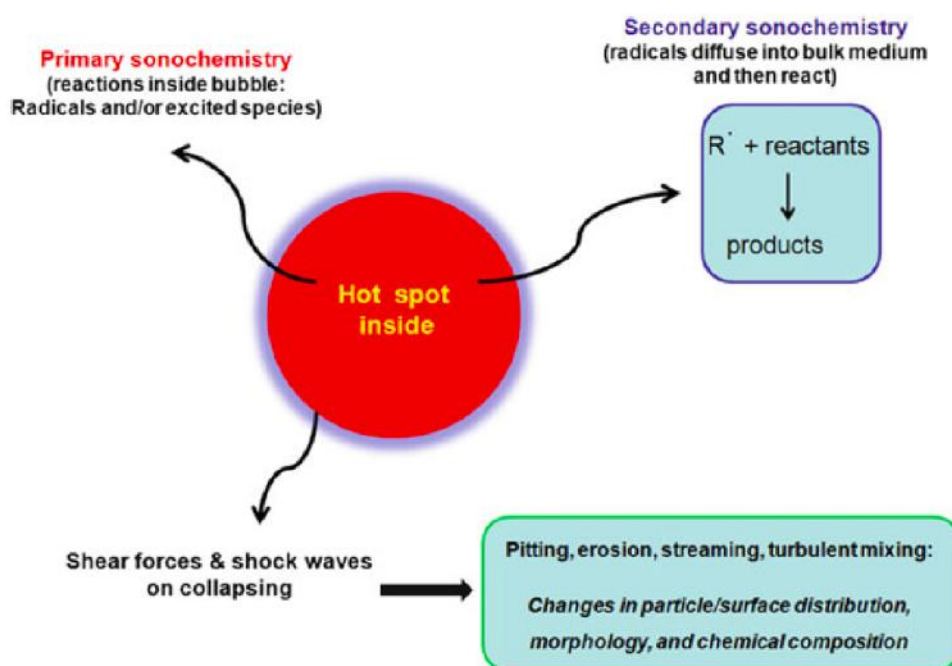 Primary sonochemistry
(reactions inside bubble:
Radicals and/or excited species)
Secondary sonochemistry
(radicals diffuse into bulk medium
and then react)
R˙ + reactants
products
Hot spot
inside
Shear forces & shock waves
on collapsing
Pitting, erosion, streaming, turbulent mixing:
Changes in particle/surface distribution,
morphology, and chemical composition